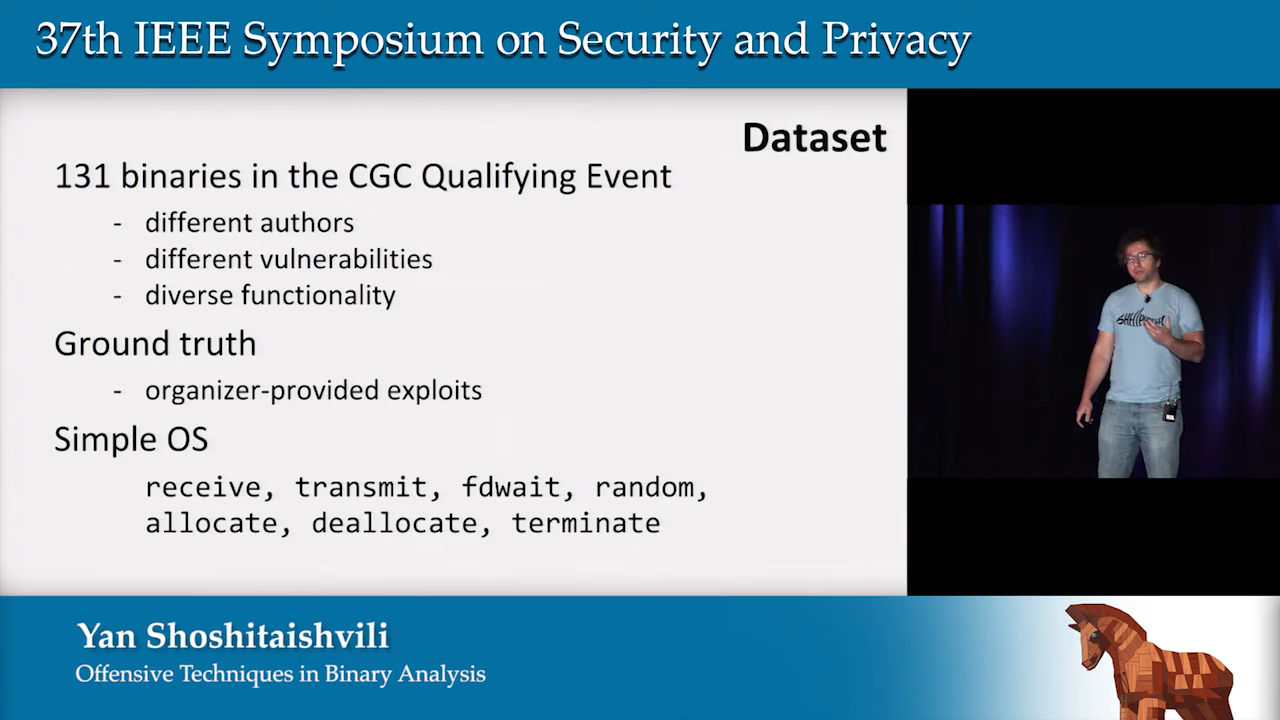 37th IEEE Symposium on Security and Privacy
Dataset
131 binaries in the CGC Qualifying Event
- different authors
- different vulnerabilities
- diverse functionality
Ground truth
- organizer-provided exploits
Simple OS
receive, transmit, fdwait, random,
allocate, deallocate, terminate
Yan Shoshitaishvili
Offensive Techniques in Binary Analysis